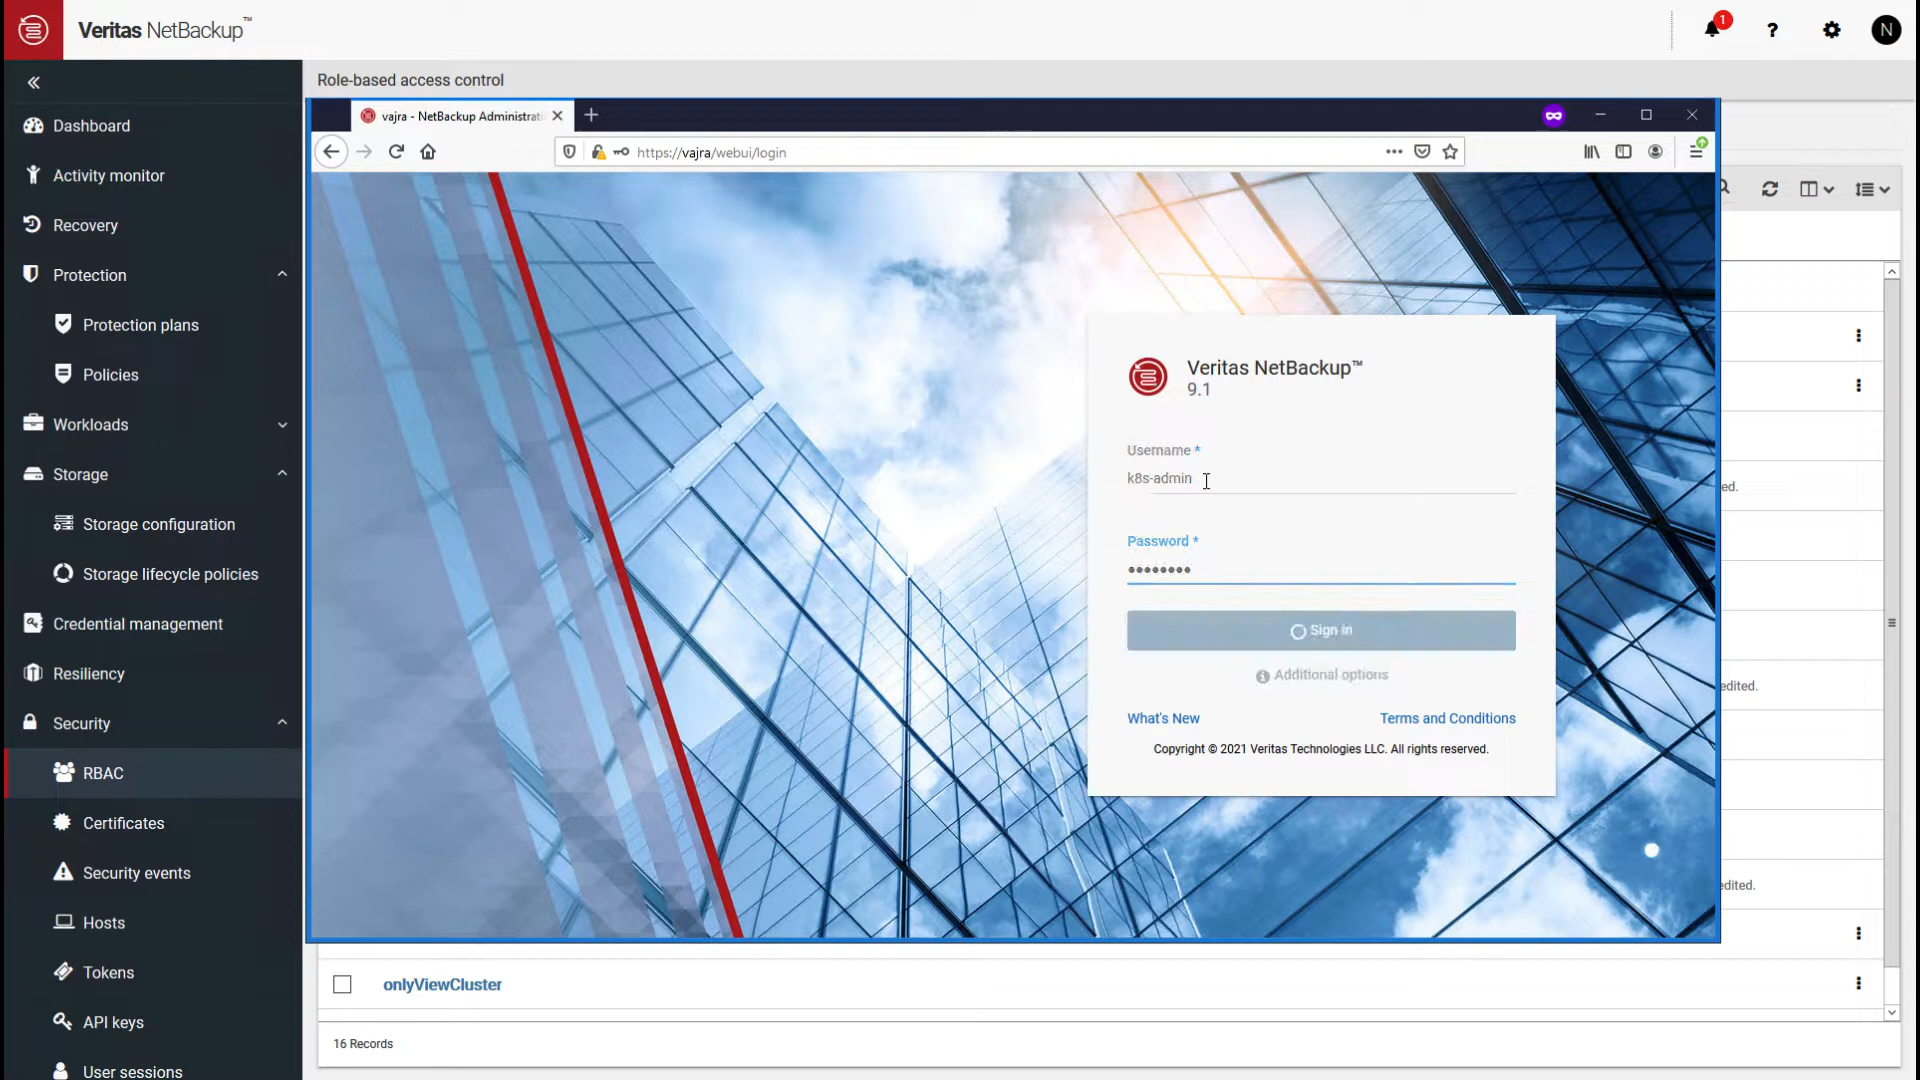 Veritas NetBackup™
1
?
N
Role-based access control
Dashboard
Activity monitor
Recovery
Protection
Protection plans
Policies
Workloads
Storage
Storage configuration
Storage lifecycle policies
Credential management
Resiliency
Security
RBAC
Certificates
Security events
Hosts
Tokens
API keys
User sessions
vajra - NetBackup Administrati
https://vajra/webui/login
Veritas NetBackup™
9.1
Username *
k8s-admin
Password *
Sign in
Additional options
What's New
Terms and Conditions
Copyright © 2021 Veritas Technologies LLC. All rights reserved.
ed.
edited.
edited.
onlyViewCluster
16 Records